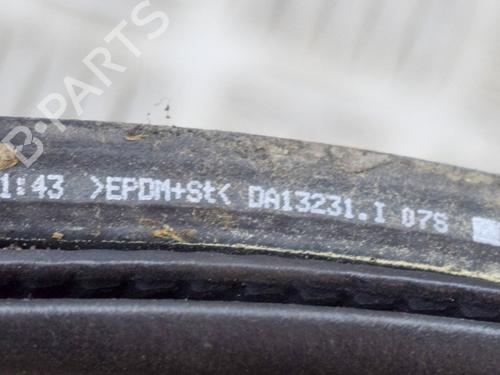 B-PARTS
1:43 >EPDM+St< DA13231.I 07S